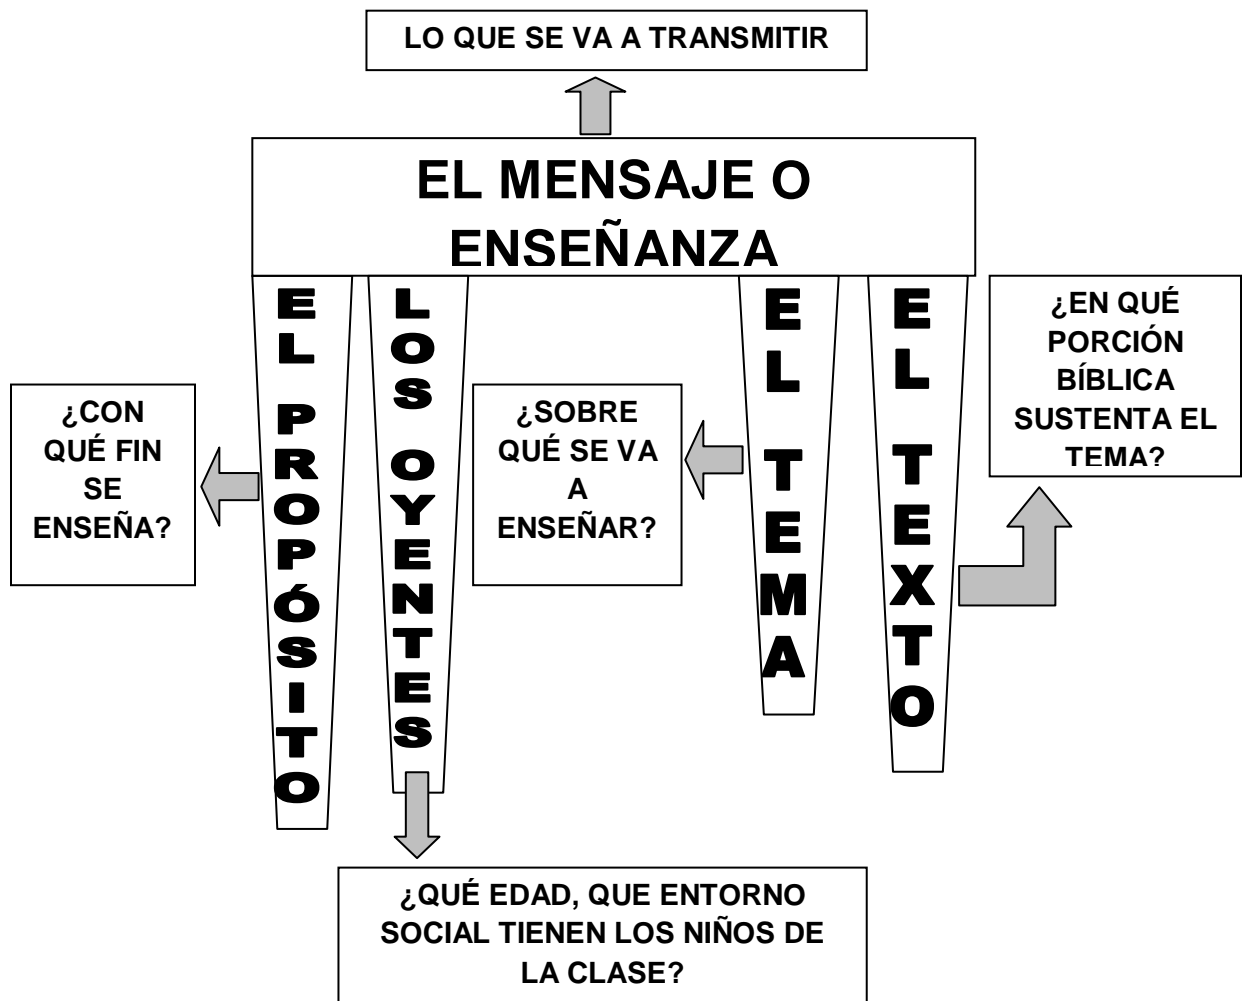 LO QUE SE VA A TRANSMITIR
EL MENSAJE O
ENSEÑANZA
EL PROPÓSITO
LOS OYENTES
EL TEMA
EL TEXTO
¿CON
QUÉ FIN
SE
ENSEÑA?
¿SOBRE
QUÉ SE VA
A
ENSEÑAR?
¿EN QUÉ
PORCIÓN
BÍBLICA
SUSTENTA EL
TEMA?
¿QUÉ EDAD, QUE ENTORNO
SOCIAL TIENEN LOS NIÑOS DE
LA CLASE?